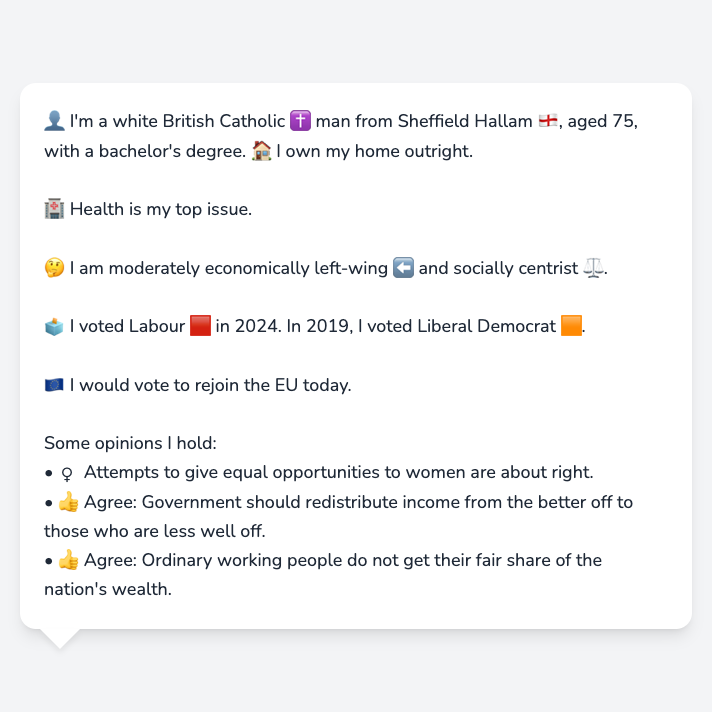 👤 I'm a white British Catholic ✝️ man from Sheffield Hallam 🏴󠁧󠁢󠁥󠁮󠁧󠁿, aged 75,
with a bachelor's degree. 🏠 I own my home outright.
🏥 Health is my top issue.
🤔 I am moderately economically left-wing ⬅️ and socially centrist ⚖️.
🗳️ I voted Labour 🟥 in 2024. In 2019, I voted Liberal Democrat 🟧.
🇪🇺 I would vote to rejoin the EU today.
Some opinions I hold:
• ♀ Attempts to give equal opportunities to women are about right.
• 👍 Agree: Government should redistribute income from the better off to
those who are less well off.
• 👍 Agree: Ordinary working people do not get their fair share of the
nation's wealth.